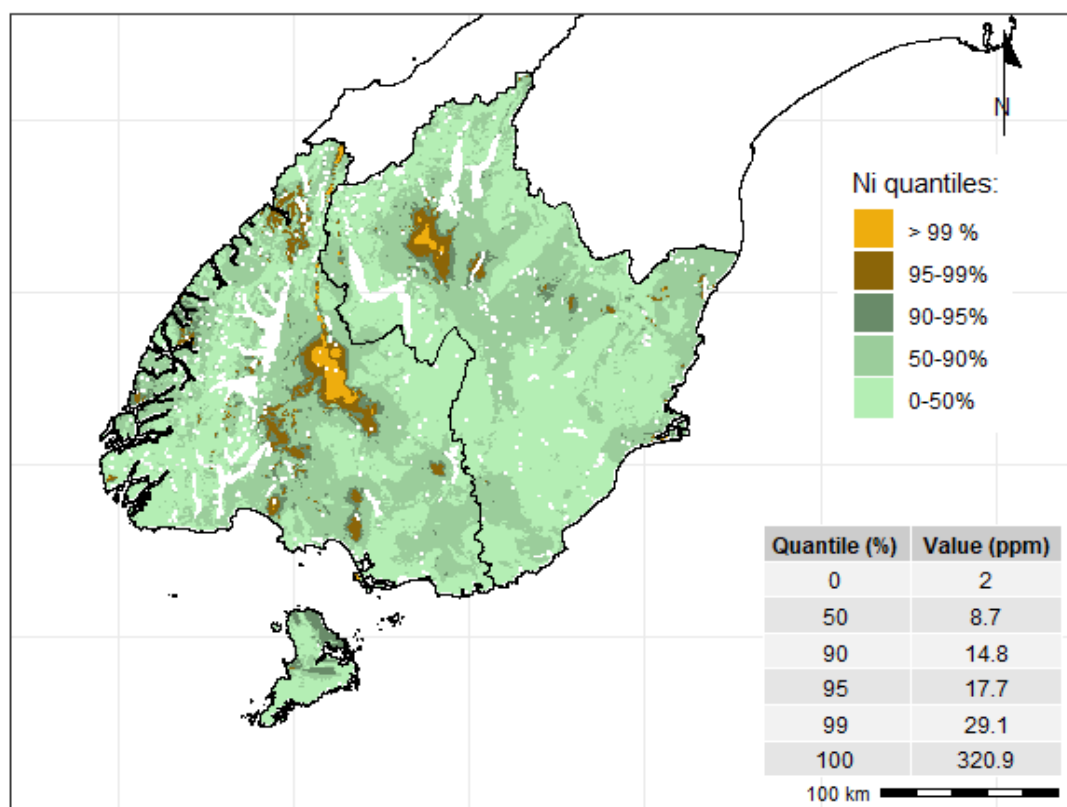 N
Ni quantiles:
> 99 %
95-99%
90-95%
50-90%
0-50%
Quantile (%) Value (ppm)
0 2
50 8.7
90 14.8
95 17.7
99 29.1
100 320.9
100 km